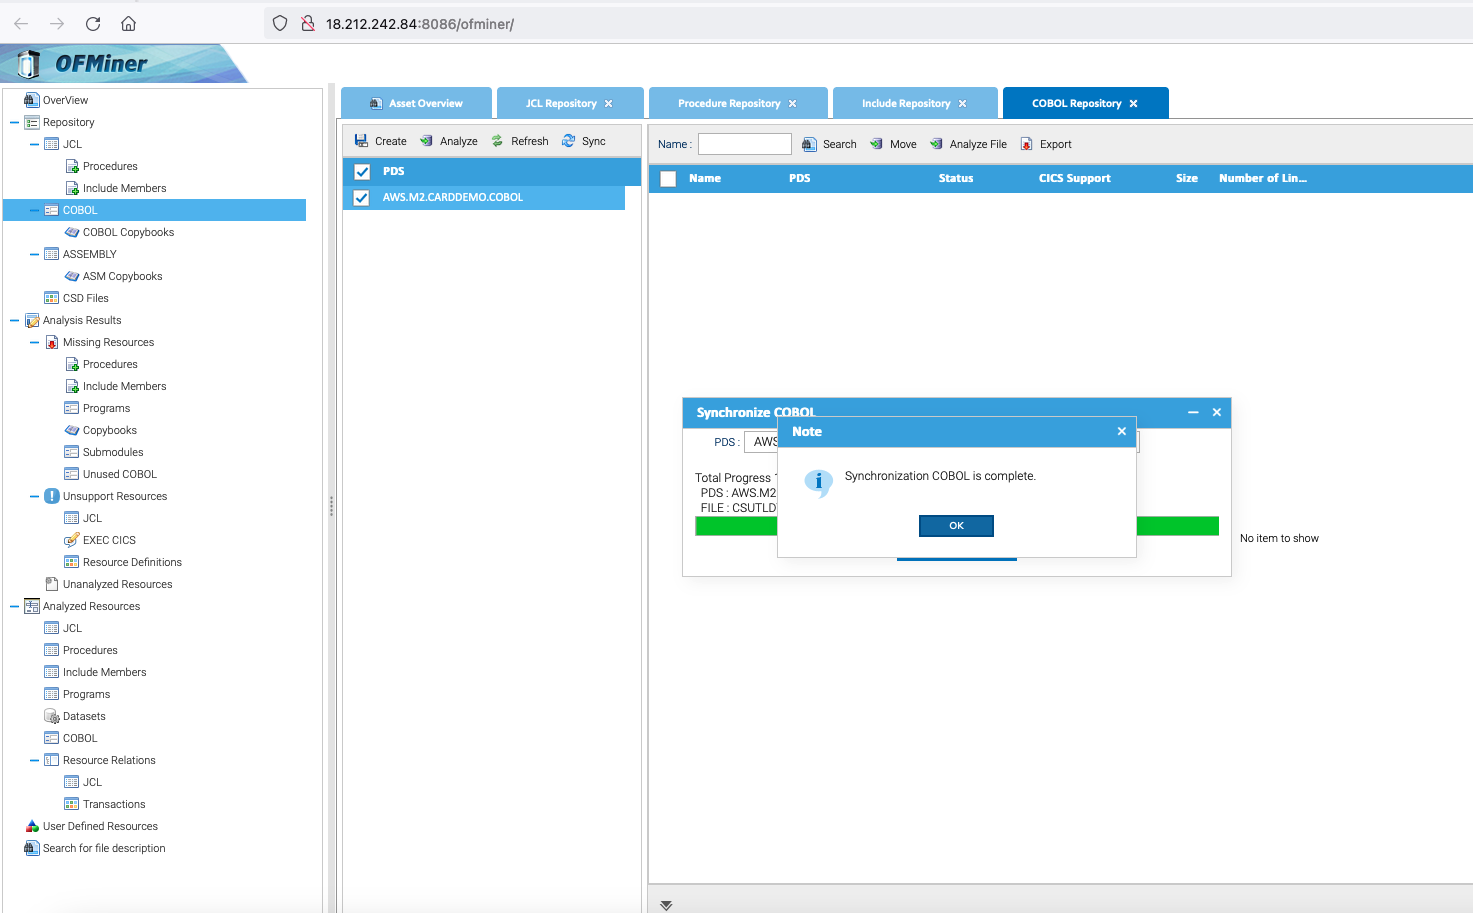 18.212.242.84:8086/ofminer/
OFMiner
OverView
Repository
JCL
Procedures
Include Members
COBOL
COBOL Copybooks
ASSEMBLY
ASM Copybooks
CSD Files
Analysis Results
Missing Resources
Procedures
Include Members
Programs
Copybooks
Submodules
Unused COBOL
Unsupport Resources
JCL
EXEC CICS
Resource Definitions
Unanalyzed Resources
Analyzed Resources
JCL
Procedures
Include Members
Programs
Datasets
COBOL
Resource Relations
JCL
Transactions
User Defined Resources
Search for file description
Asset Overview JCL Repository Procedure Repository Include Repository COBOL Repository
Create Analyze Refresh Sync
PDS
AWS.M2.CARDDEMO.COBOL
Name : Search Move Analyze File Export
Name PDS Status CICS Support Size Number of Lin...
Synchronize COBOL
PDS : AWS
Total Progress
PDS : AWS.M2
FILE : CSUTLD
Note
Synchronization COBOL is complete.
OK
No item to show